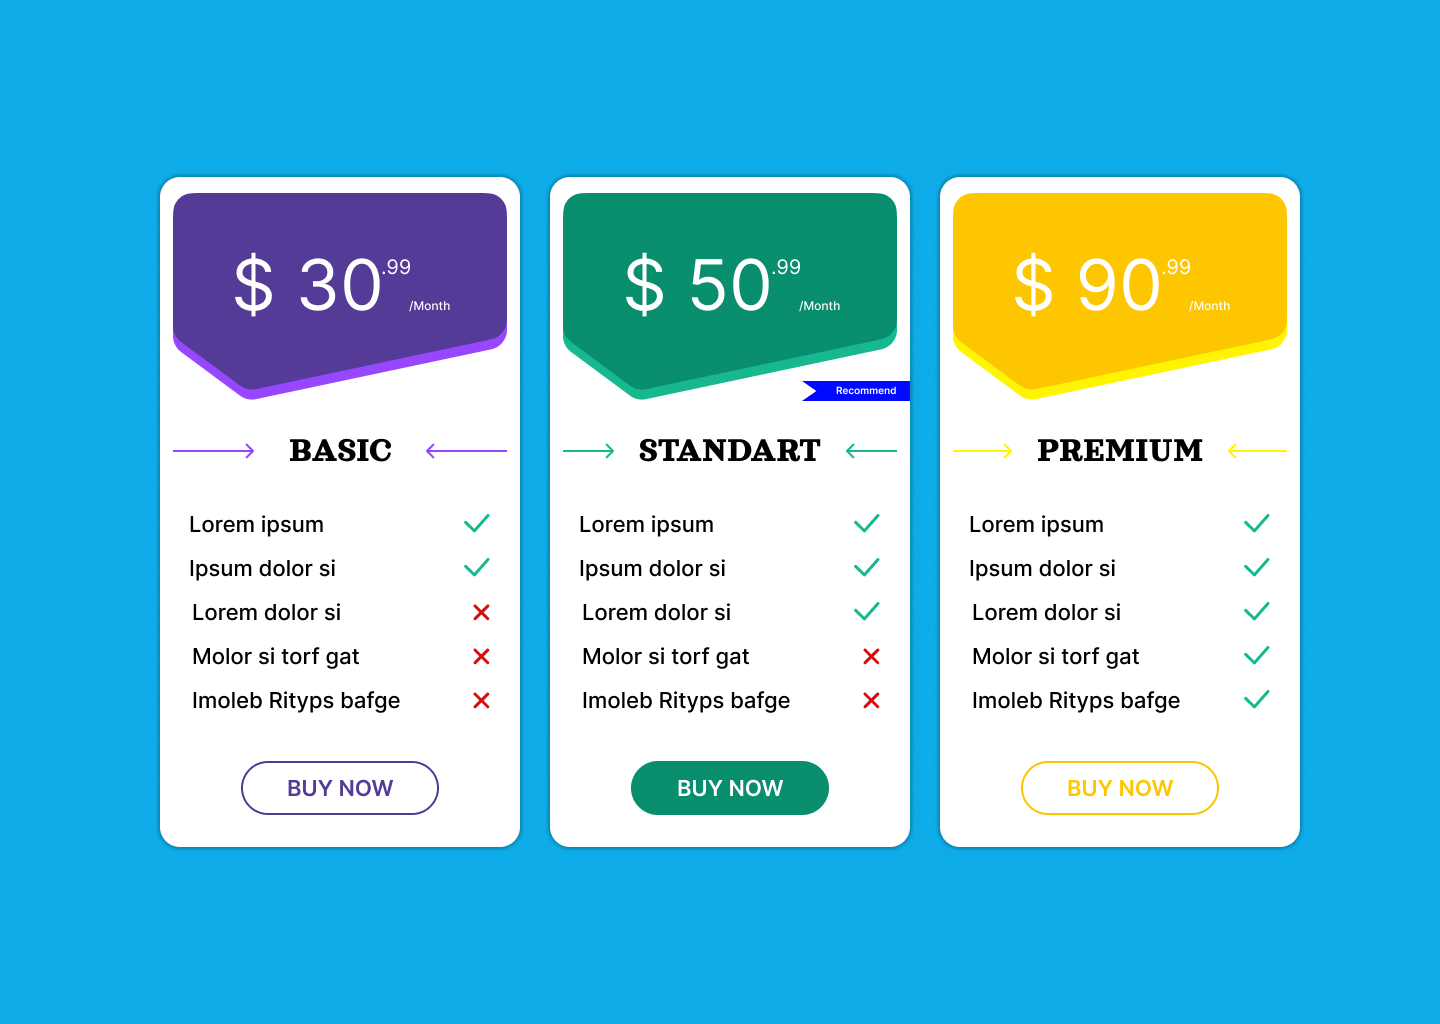 $ 30.99
/Month
BASIC
Lorem ipsum
Ipsum dolor si
Lorem dolor si
Molor si torf gat
Imoleb Rityps bafge
BUY NOW
$ 50.99
/Month
Recommend
STANDART
Lorem ipsum
Ipsum dolor si
Lorem dolor si
Molor si torf gat
Imoleb Rityps bafge
BUY NOW
$ 90.99
/Month
PREMIUM
Lorem ipsum
Ipsum dolor si
Lorem dolor si
Molor si torf gat
Imoleb Rityps bafge
BUY NOW